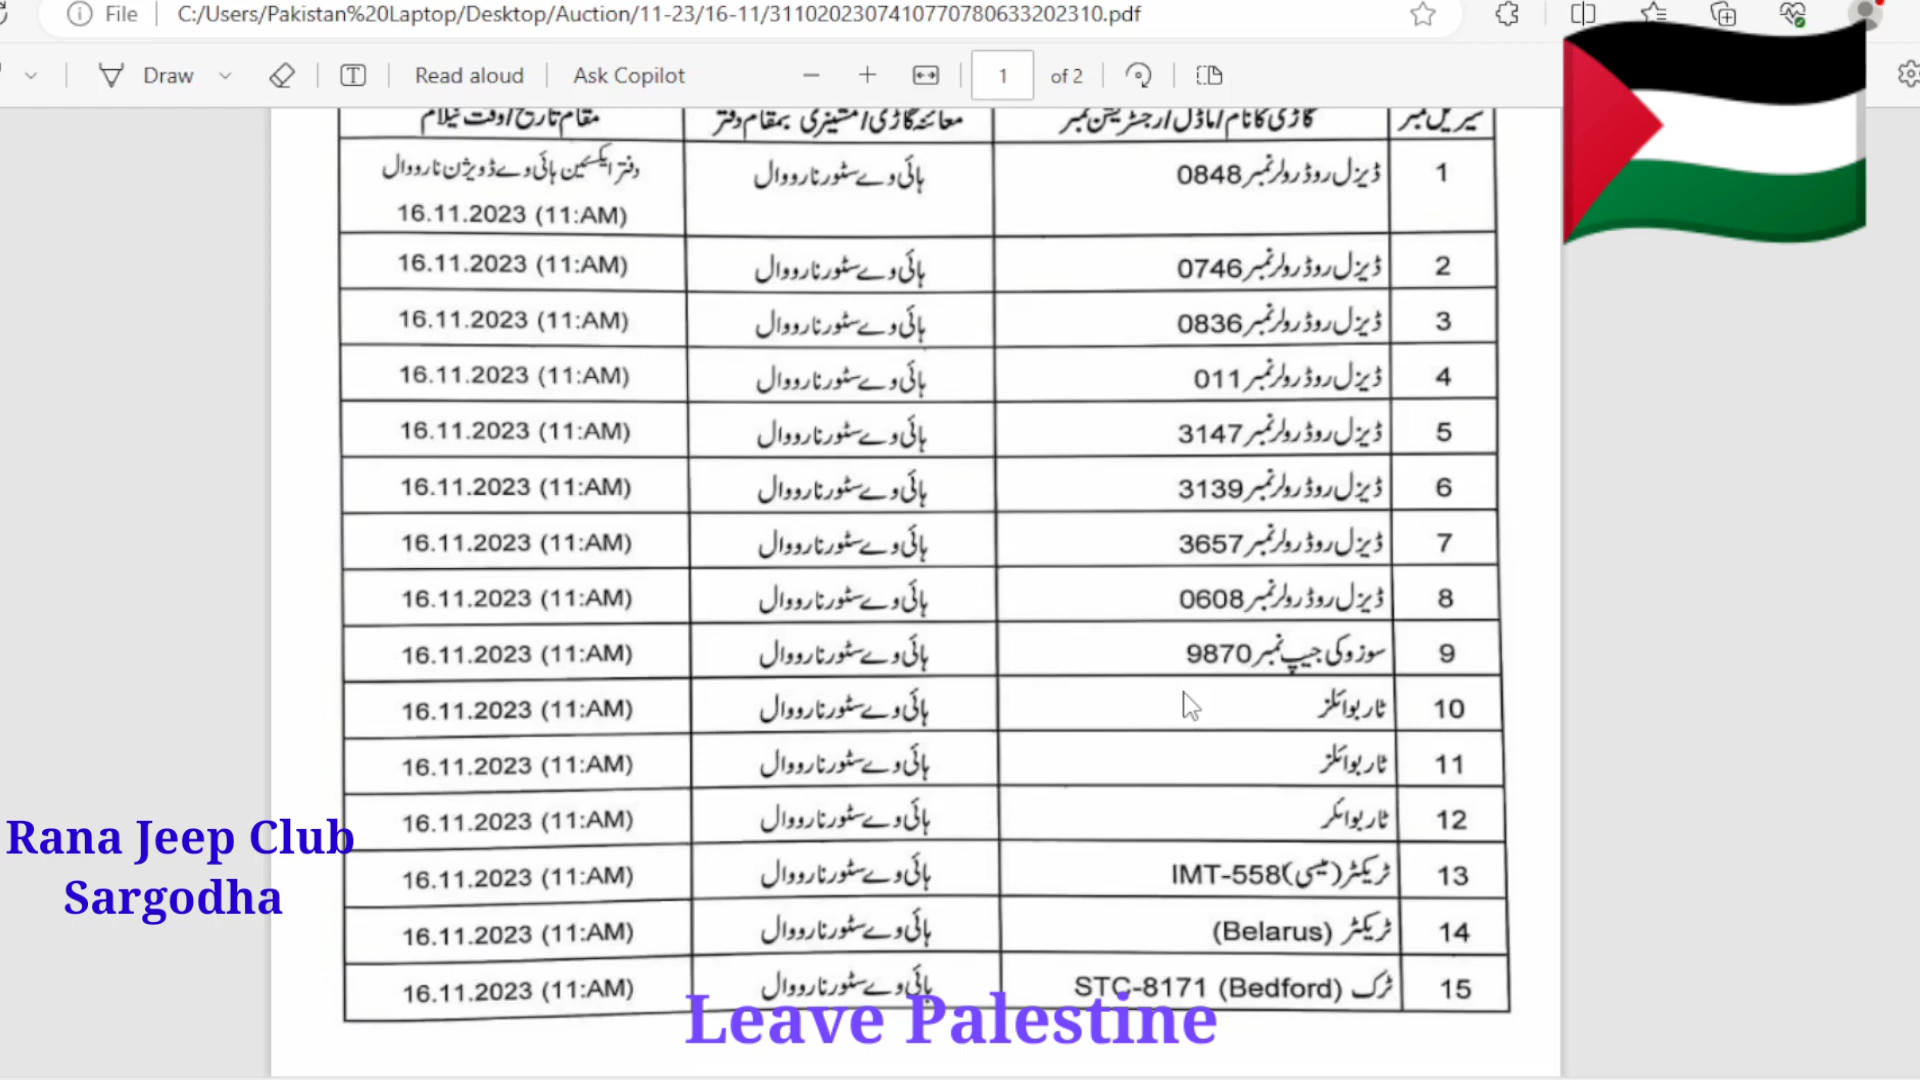 File C:/Users/Pakistan%20Laptop/Desktop/Auction/11-23/16-11/3110202307410770780633202310.pdf
Draw Read aloud Ask Copilot 1 of 2
سیریل نمبر گاڑی کا نام/ماڈل/رجسٹریشن نمبر معائنہ گاڑی/مشینری بمقام دفتر مقام تاریخ/وقت نیلام
1 ڈیزل روڈ رولر نمبر 0848 ہائی وے سٹور نارووال دفتر ایکسین ہائی وے ڈویژن نارووال
16.11.2023 (11:AM)
2 ڈیزل روڈ رولر نمبر 0746 ہائی وے سٹور نارووال 16.11.2023 (11:AM)
3 ڈیزل روڈ رولر نمبر 0836 ہائی وے سٹور نارووال 16.11.2023 (11:AM)
4 ڈیزل روڈ رولر نمبر 011 ہائی وے سٹور نارووال 16.11.2023 (11:AM)
5 ڈیزل روڈ رولر نمبر 3147 ہائی وے سٹور نارووال 16.11.2023 (11:AM)
6 ڈیزل روڈ رولر نمبر 3139 ہائی وے سٹور نارووال 16.11.2023 (11:AM)
7 ڈیزل روڈ رولر نمبر 3657 ہائی وے سٹور نارووال 16.11.2023 (11:AM)
8 ڈیزل روڈ رولر نمبر 0608 ہائی وے سٹور نارووال 16.11.2023 (11:AM)
9 سوزوکی جیپ نمبر 9870 ہائی وے سٹور نارووال 16.11.2023 (11:AM)
10 ٹار بوائلز ہائی وے سٹور نارووال 16.11.2023 (11:AM)
11 ٹار بوائلز ہائی وے سٹور نارووال 16.11.2023 (11:AM)
12 ٹار بوائلر ہائی وے سٹور نارووال 16.11.2023 (11:AM)
13 ٹریکٹر (میسی) IMT-558 ہائی وے سٹور نارووال 16.11.2023 (11:AM)
14 ٹریکٹر (Belarus) ہائی وے سٹور نارووال 16.11.2023 (11:AM)
15 ٹرک (Bedford) STC-8171 ہائی وے سٹور نارووال 16.11.2023 (11:AM)
Rana Jeep Club
Sargodha
Leave Palestine